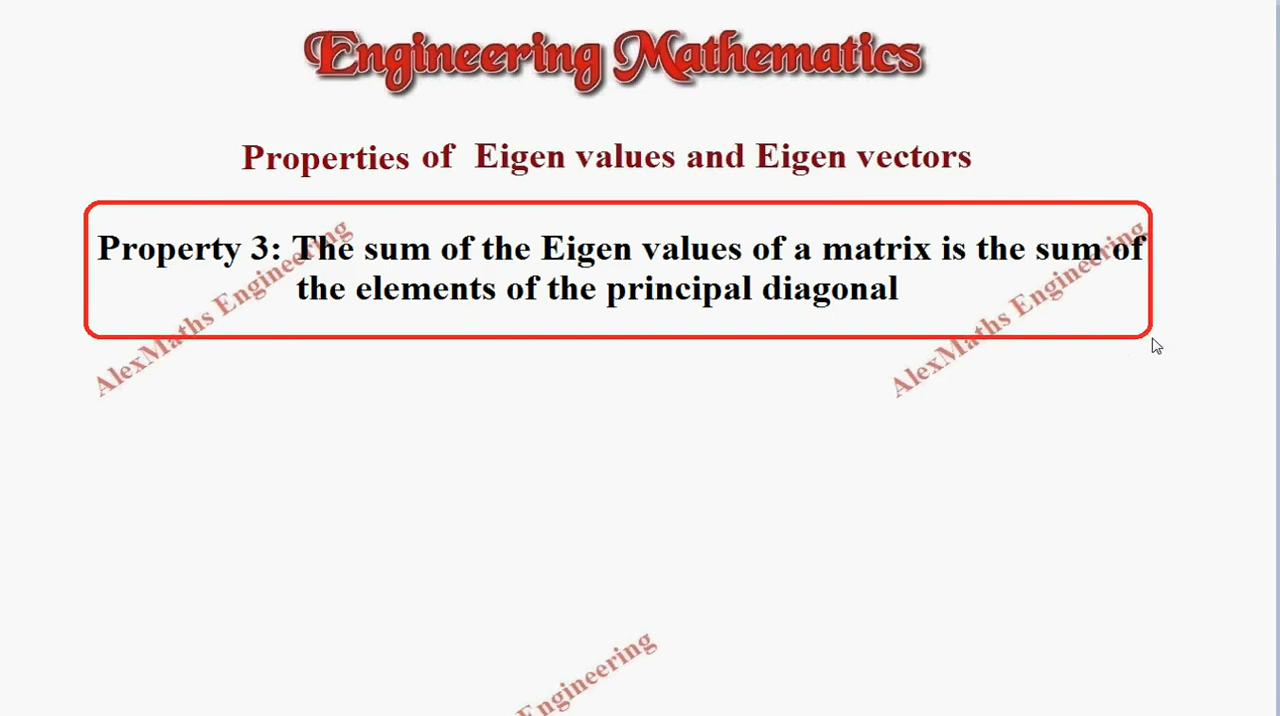 Engineering Mathematics
Properties of Eigen values and Eigen vectors
Property 3: The sum of the Eigen values of a matrix is the sum of
the elements of the principal diagonal
AlexMaths Engineering
AlexMaths Engineering
Engineering